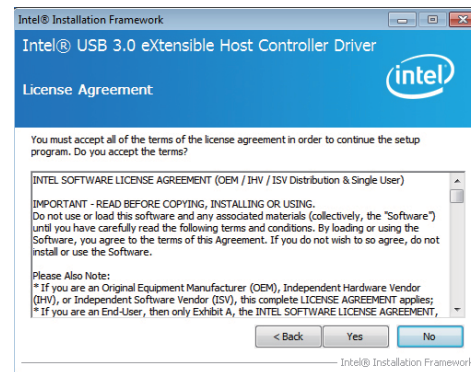 Intel® Installation Framework
Intel® USB 3.0 eXtensible Host Controller Driver
intel
License Agreement
You must accept all of the terms of the license agreement in order to continue the setup
program. Do you accept the terms?
INTEL SOFTWARE LICENSE AGREEMENT (OEM / IHV / ISV Distribution & Single User)
IMPORTANT - READ BEFORE COPYING, INSTALLING OR USING.
Do not use or load this software and any associated materials (collectively, the "Software")
until you have carefully read the following terms and conditions. By loading or using the
Software, you agree to the terms of this Agreement. If you do not wish to so agree, do not
install or use the Software.
Please Also Note:
* If you are an Original Equipment Manufacturer (OEM), Independent Hardware Vendor
(IHV), or Independent Software Vendor (ISV), this complete LICENSE AGREEMENT applies;
* If you are an End-User, then only Exhibit A, the INTEL SOFTWARE LICENSE AGREEMENT,
< Back Yes No
Intel® Installation Framework